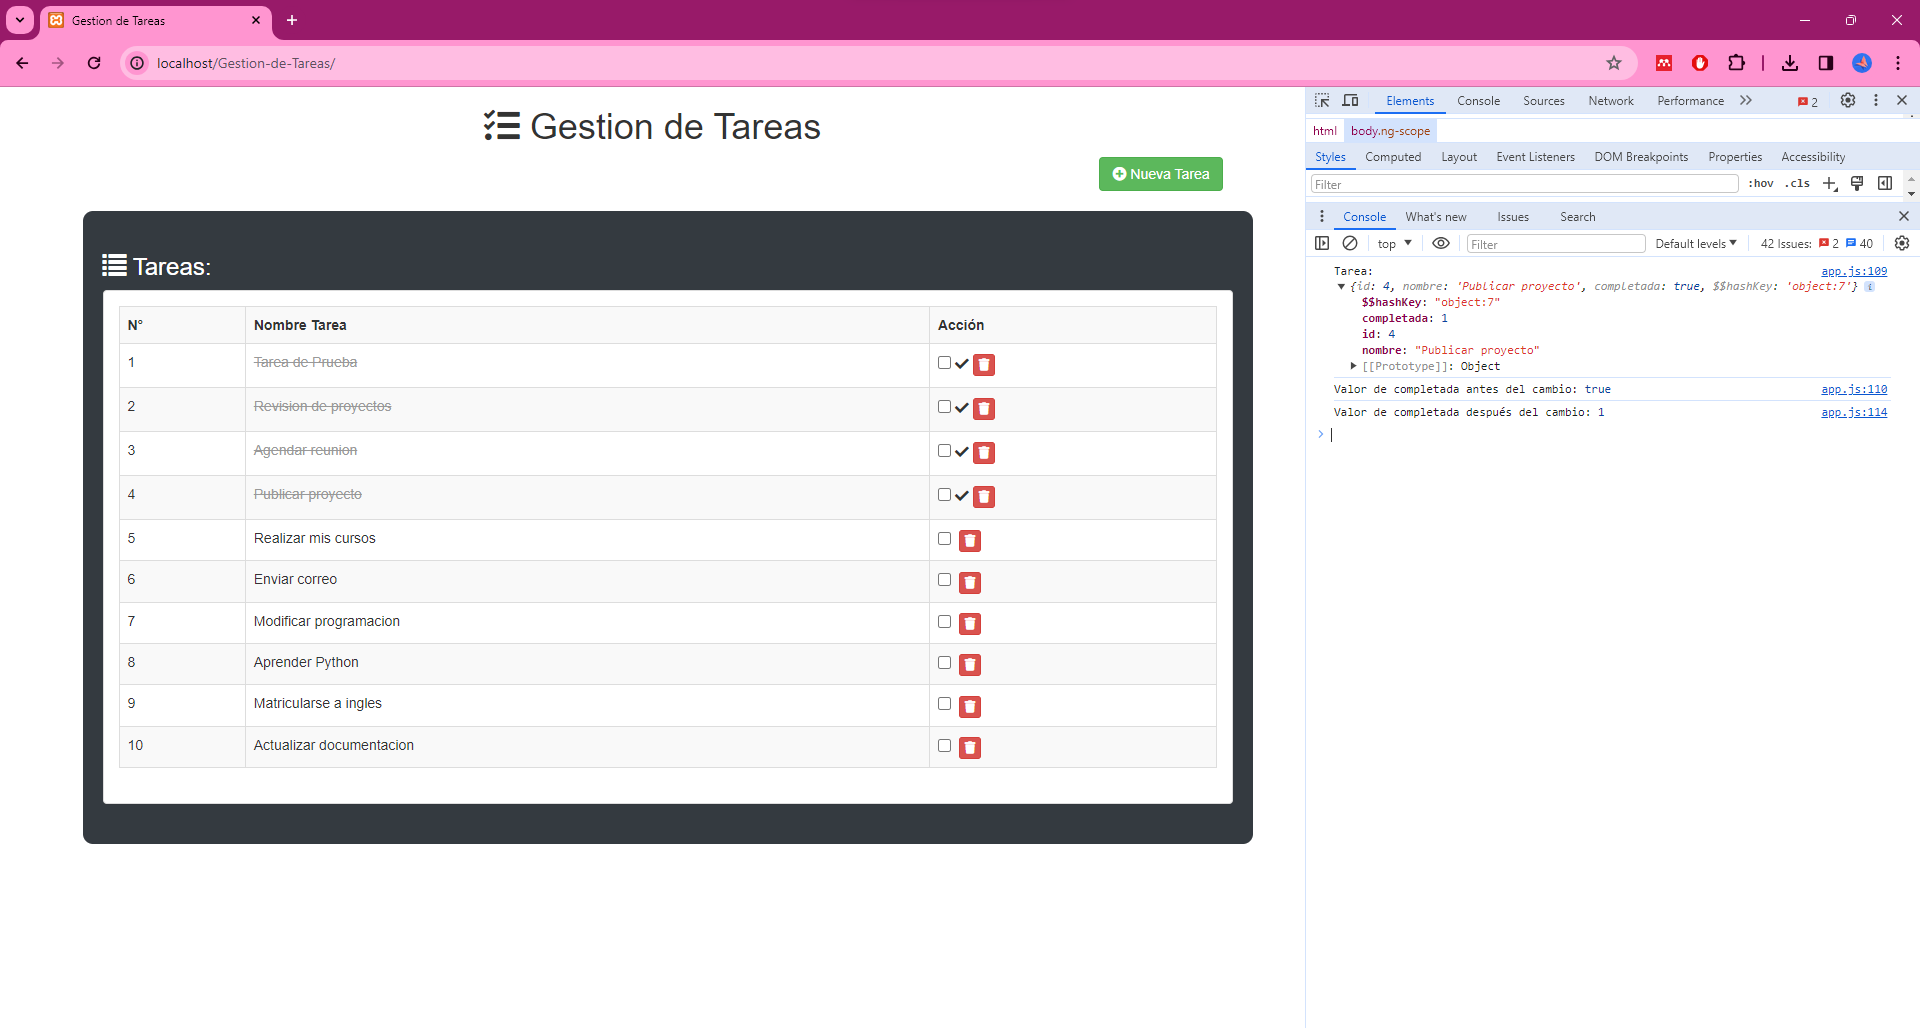 Gestion de Tareas
localhost/Gestion-de-Tareas/
Gestion de Tareas
Nueva Tarea
Tareas:
N° Nombre Tarea Acción
1 Tarea de Prueba
2 Revision de proyectos
3 Agendar reunion
4 Publicar proyecto
5 Realizar mis cursos
6 Enviar correo
7 Modificar programacion
8 Aprender Python
9 Matricularse a ingles
10 Actualizar documentacion
Elements Console Sources Network Performance 2
html body.ng-scope
Styles Computed Layout Event Listeners DOM Breakpoints Properties Accessibility
Filter :hov .cls
Console What's new Issues Search
top Filter Default levels 42 Issues: 2 40
Tarea: app.js:109
{id: 4, nombre: 'Publicar proyecto', completada: true, $$hashKey: 'object:7'}
$$hashKey: "object:7"
completada: 1
id: 4
nombre: "Publicar proyecto"
[[Prototype]]: Object
Valor de completada antes del cambio: true app.js:110
Valor de completada después del cambio: 1 app.js:114